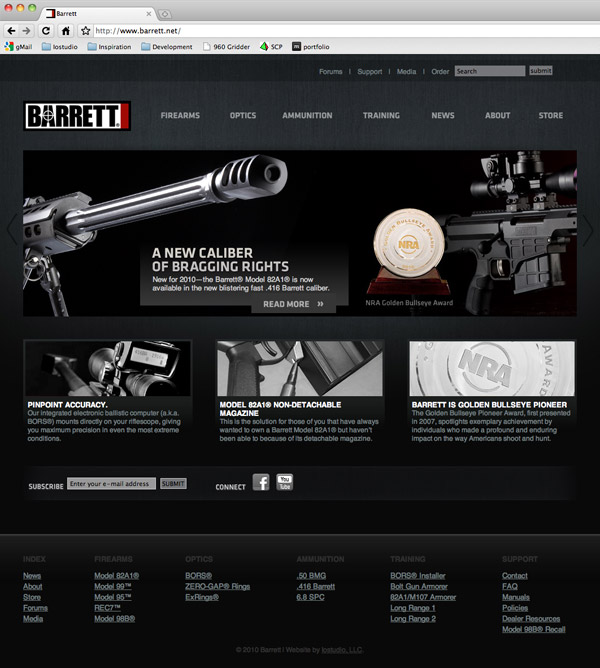 Barrett
http://www.barrett.net/
gMail Iostudio Inspiration Development 960 Gridder SCP m portfolio
Forums | Support | Media | Order Search submit
BARRETT
FIREARMS OPTICS AMMUNITION TRAINING NEWS ABOUT STORE
GOLDEN BULLSEYE AWARD
NRA
A NEW CALIBER
OF BRAGGING RIGHTS
New for 2010—the Barrett® Model 82A1® is now
available in the new blistering fast .416 Barrett caliber.
READ MORE »
NRA Golden Bullseye Award
NRA
AWARD
PINPOINT ACCURACY.
Our integrated electronic ballistic computer (a.k.a.
BORS®) mounts directly on your riflescope, giving
you maximum precision in even the most extreme
conditions.
MODEL 82A1® NON-DETACHABLE
MAGAZINE
This is the solution for those of you that have always
wanted to own a Barrett Model 82A1® but haven't
been able to because of its detachable magazine.
BARRETT IS GOLDEN BULLSEYE PIONEER
The Golden Bullseye Pioneer Award, first presented
in 2007, spotlights exemplary achievement by
individuals who made a profound and enduring
impact on the way Americans shoot and hunt.
SUBSCRIBE Enter your e-mail address SUBMIT CONNECT f You Tube
INDEX
News
About
Store
Forums
Media
FIREARMS
Model 82A1®
Model 99™
Model 95™
REC7™
Model 98B®
OPTICS
BORS®
ZERO-GAP® Rings
ExRings®
AMMUNITION
.50 BMG
.416 Barrett
6.8 SPC
TRAINING
BORS® Installer
Bolt Gun Armorer
82A1/M107 Armorer
Long Range 1
Long Range 2
SUPPORT
Contact
FAQ
Manuals
Policies
Dealer Resources
Model 98B® Recall
© 2010 Barrett | Website by Iostudio, LLC.